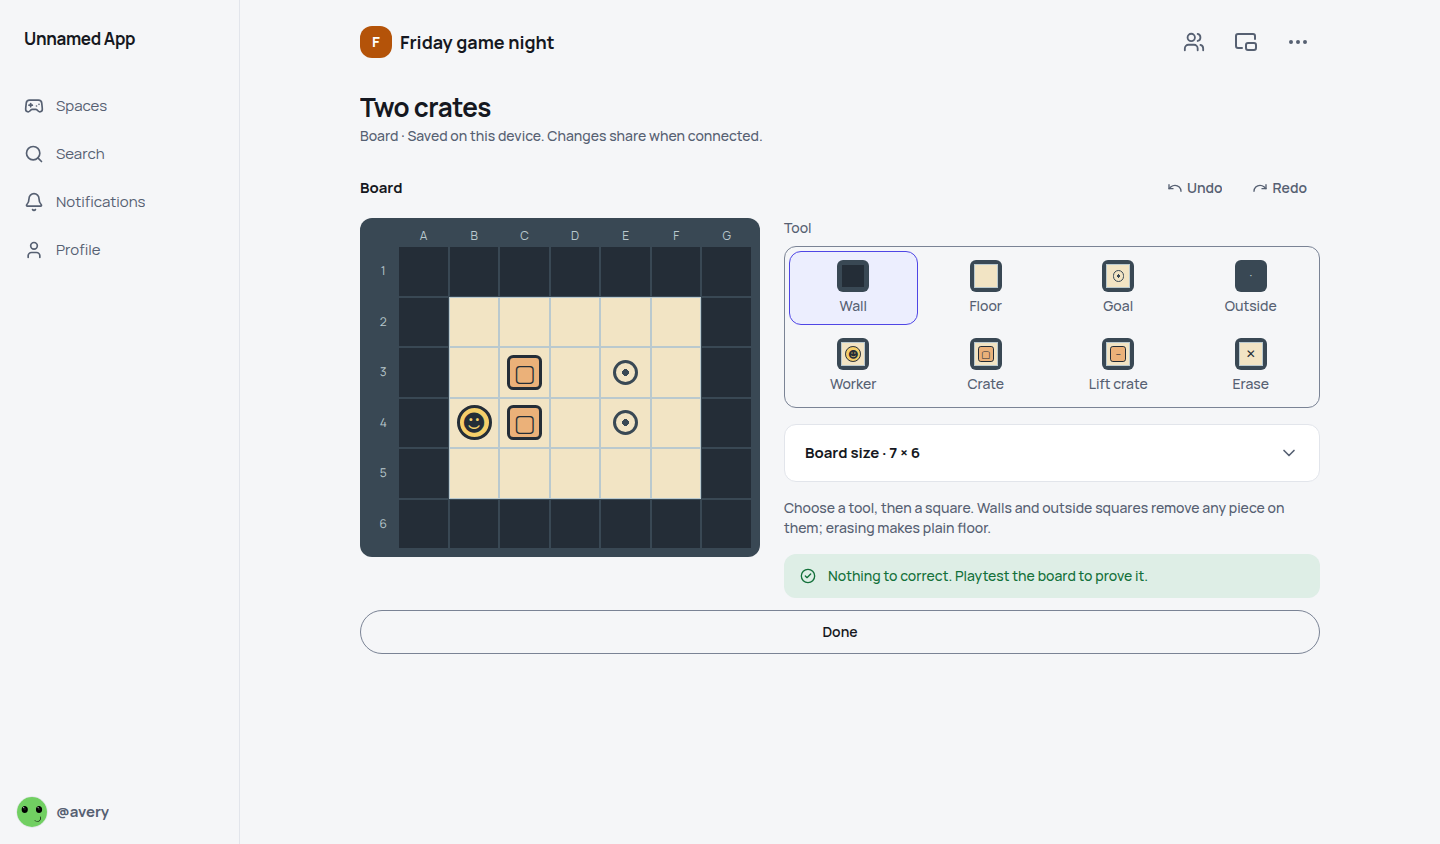 Unnamed App
Spaces
Search
Notifications
Profile
@avery
F Friday game night
Two crates
Board · Saved on this device. Changes share when connected.
Board
Undo Redo
A B C D E F G
1
2
3
4
5
6
Tool
Wall Floor Goal Outside
Worker Crate Lift crate Erase
Board size · 7 × 6
Choose a tool, then a square. Walls and outside squares remove any piece on
them; erasing makes plain floor.
Nothing to correct. Playtest the board to prove it.
Done